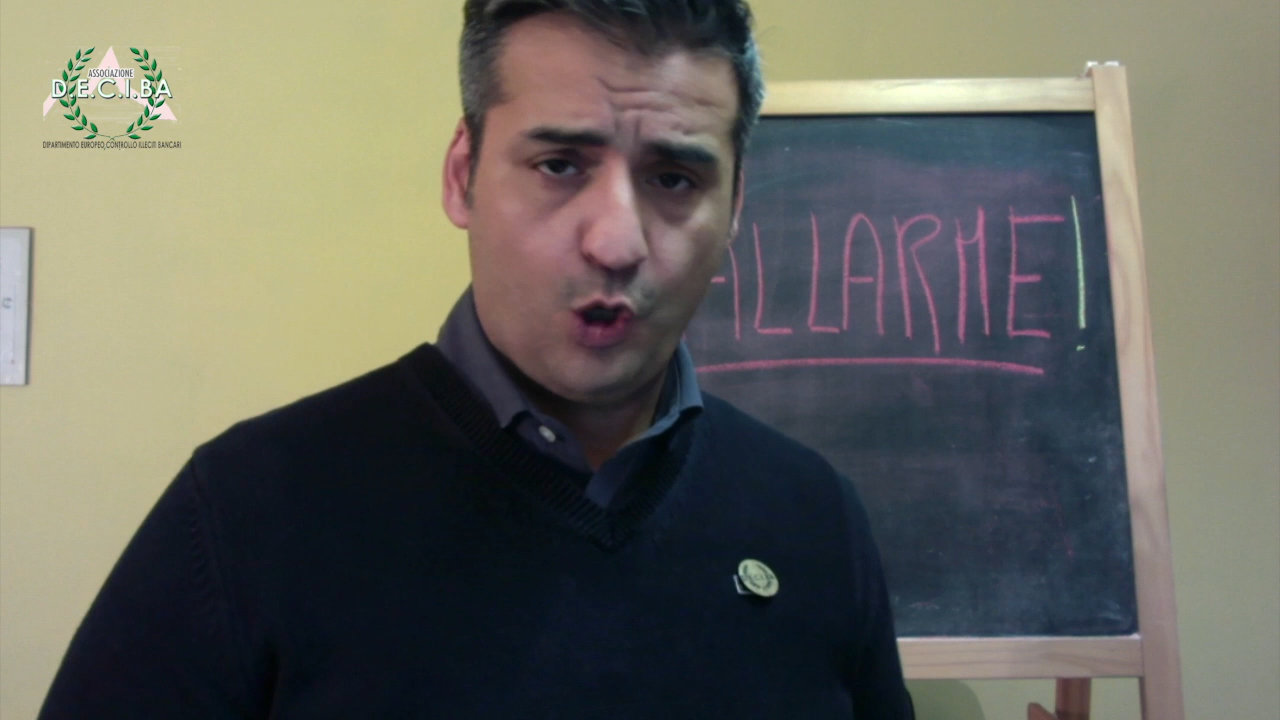 ASSOCIAZIONE
D.E.C.I.BA
DIPARTIMENTO EUROPEO CONTROLLO ILLECITI BANCARI
ALLARME!